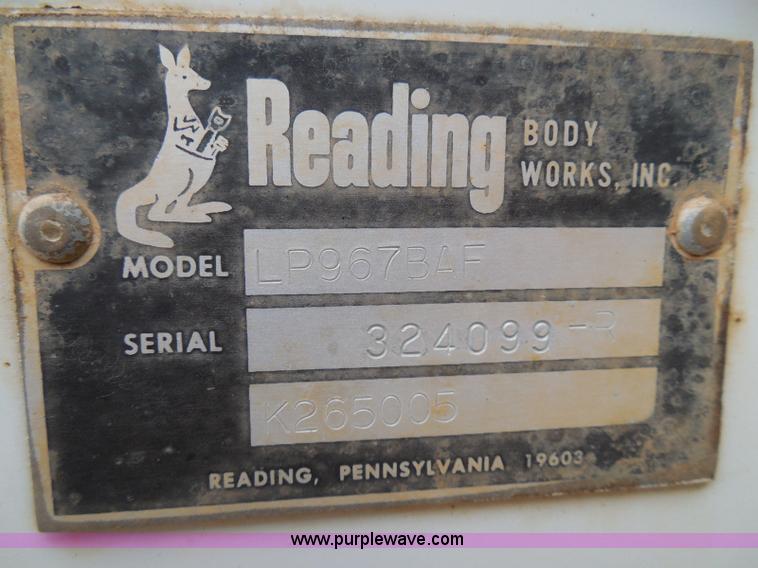 Reading BODY
WORKS, INC.
MODEL LP967BAF
SERIAL 324099-R
K265005
READING, PENNSYLVANIA 19603
www.purplewave.com